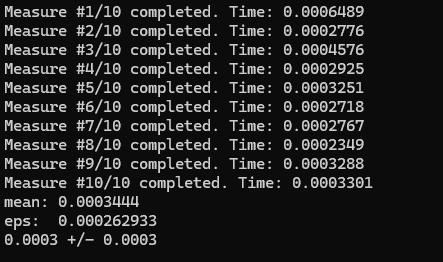 Measure #1/10 completed. Time: 0.0006489
Measure #2/10 completed. Time: 0.0002776
Measure #3/10 completed. Time: 0.0004576
Measure #4/10 completed. Time: 0.0002925
Measure #5/10 completed. Time: 0.0003251
Measure #6/10 completed. Time: 0.0002718
Measure #7/10 completed. Time: 0.0002767
Measure #8/10 completed. Time: 0.0002349
Measure #9/10 completed. Time: 0.0003288
Measure #10/10 completed. Time: 0.0003301
mean: 0.0003444
eps:  0.000262933
0.0003 +/- 0.0003